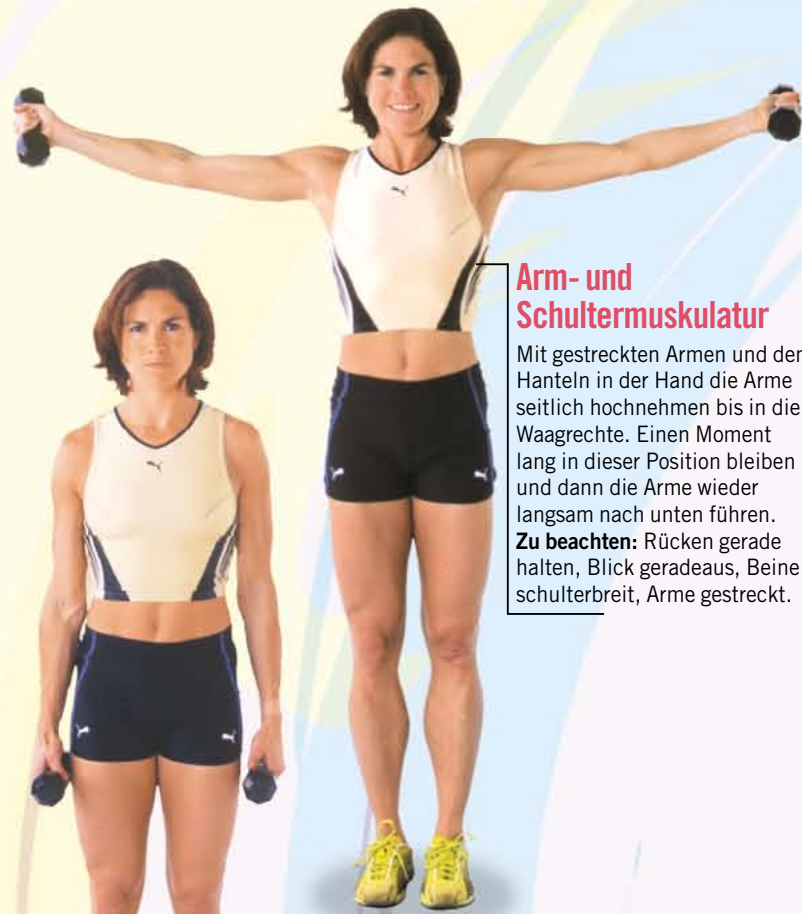 Arm- und
Schultermuskulatur
Mit gestreckten Armen und den
Hanteln in der Hand die Arme
seitlich hochnehmen bis in die
Waagrechte. Einen Moment
lang in dieser Position bleiben
und dann die Arme wieder
langsam nach unten führen.
Zu beachten: Rücken gerade
halten, Blick geradeaus, Beine
schulterbreit, Arme gestreckt.